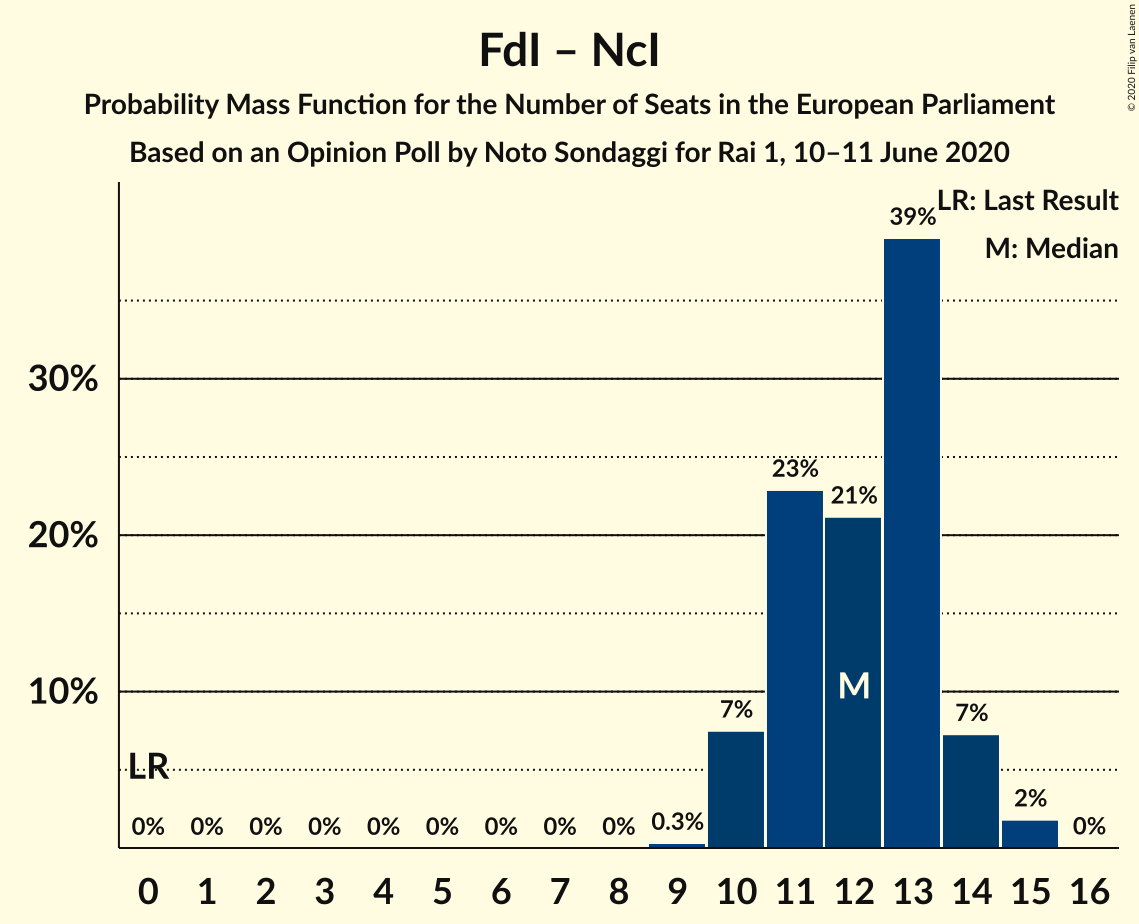 FdI – NcI
Probability Mass Function for the Number of Seats in the European Parliament
Based on an Opinion Poll by Noto Sondaggi for Rai 1, 10–11 June 2020
© 2020 Filip van Laenen
LR: Last Result
M: Median
39%
30%
23%
21%
20%
10%
M
7%
7%
LR
2%
0% 0% 0% 0% 0% 0% 0% 0% 0% 0.3% 0%
0 1 2 3 4 5 6 7 8 9 10 11 12 13 14 15 16